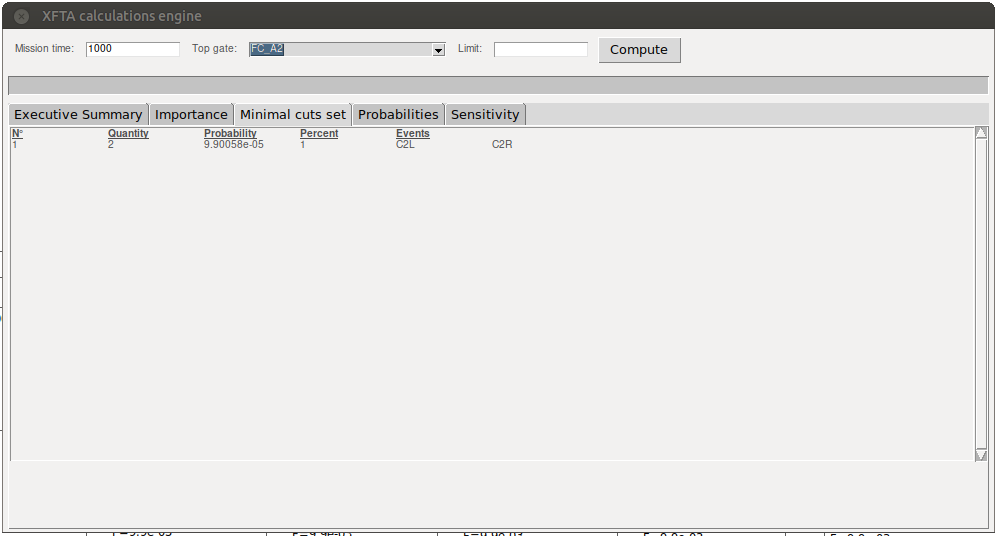 XFTA calculations engine
Mission time: 1000 Top gate: FC_A2 Limit: Compute
Executive Summary Importance Minimal cuts set Probabilities Sensitivity
N° Quantity Probability Percent Events
1 2 9.90058e-05 1 C2L C2R